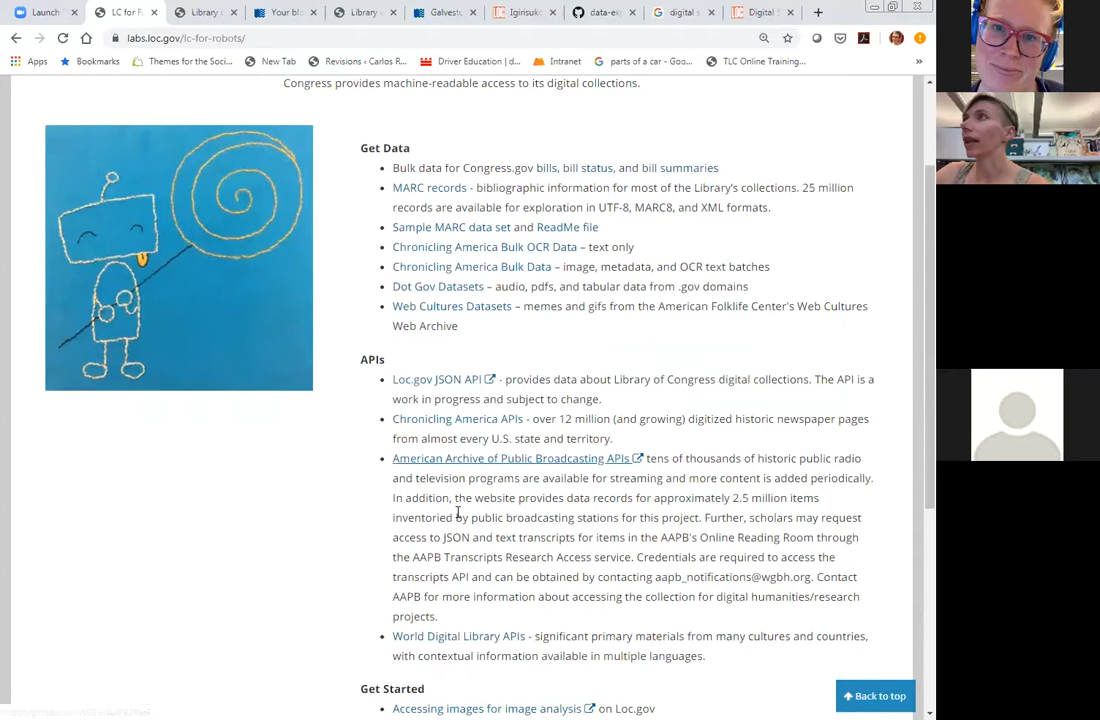 Launch
LC for R
Library
Your bl
Library
Galvest
Igirisuk
data-ex
digital s
Digital S
labs.loc.gov/lc-for-robots/
Apps
Bookmarks
Themes for the Soci...
New Tab
Revisions ‹ Carlos R...
Driver Education | d...
Intranet
parts of a car - Goo...
TLC Online Training...
Congress provides machine-readable access to its digital collections.
Get Data
Bulk data for Congress.gov bills, bill status, and bill summaries
MARC records - bibliographic information for most of the Library's collections. 25 million
records are available for exploration in UTF-8, MARC8, and XML formats.
Sample MARC data set and ReadMe file
Chronicling America Bulk OCR Data – text only
Chronicling America Bulk Data – image, metadata, and OCR text batches
Dot Gov Datasets – audio, pdfs, and tabular data from .gov domains
Web Cultures Datasets – memes and gifs from the American Folklife Center's Web Cultures
Web Archive
APIs
Loc.gov JSON API - provides data about Library of Congress digital collections. The API is a
work in progress and subject to change.
Chronicling America APIs - over 12 million (and growing) digitized historic newspaper pages
from almost every U.S. state and territory.
American Archive of Public Broadcasting APIs tens of thousands of historic public radio
and television programs are available for streaming and more content is added periodically.
In addition, the website provides data records for approximately 2.5 million items
inventoried by public broadcasting stations for this project. Further, scholars may request
access to JSON and text transcripts for items in the AAPB's Online Reading Room through
the AAPB Transcripts Research Access service. Credentials are required to access the
transcripts API and can be obtained by contacting aapb_notifications@wgbh.org. Contact
AAPB for more information about accessing the collection for digital humanities/research
projects.
World Digital Library APIs - significant primary materials from many cultures and countries,
with contextual information available in multiple languages.
Back to top
Get Started
Accessing images for image analysis on Loc.gov